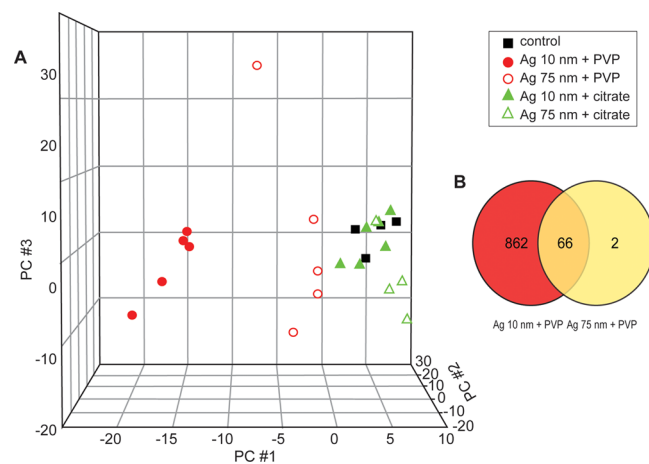 A
30
20
10
0
-10
-20
PC #3
-20 -15 -10 -5 0 5 10
PC #1
30
20
10
0
-10
-20
PC #2
control
Ag 10 nm + PVP
Ag 75 nm + PVP
Ag 10 nm + citrate
Ag 75 nm + citrate
B
862 66 2
Ag 10 nm + PVP Ag 75 nm + PVP